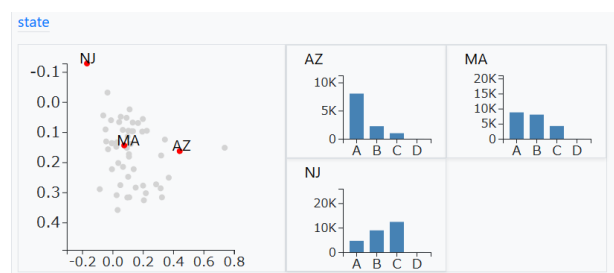 state
NJ
MA
AZ
-0.1
0.0
0.1
0.2
0.3
0.4
-0.2 0.0 0.2 0.4 0.6 0.8
AZ
10K
5K
0
A B C D
MA
20K
15K
10K
5K
0
A B C D
NJ
20K
10K
0
A B C D